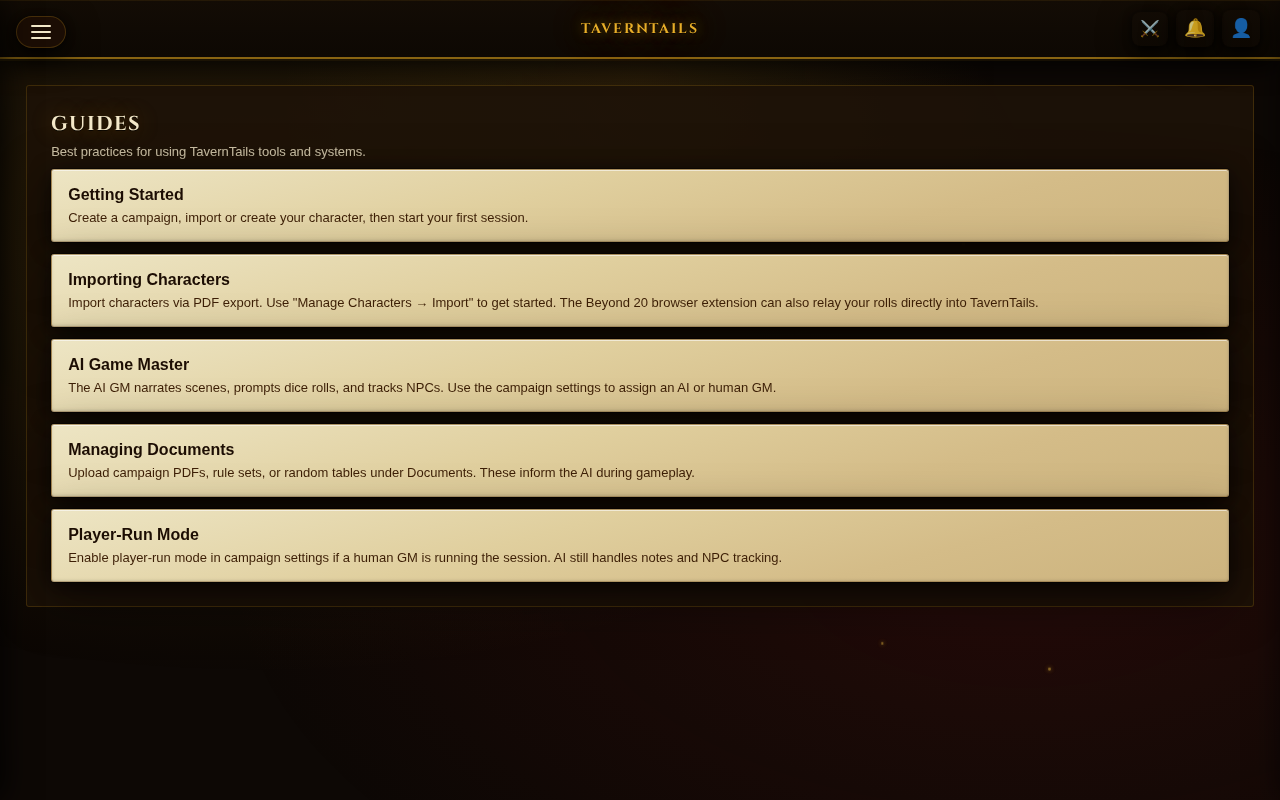 TAVERNTAILS
GUIDES
Best practices for using TavernTails tools and systems.
Getting Started
Create a campaign, import or create your character, then start your first session.
Importing Characters
Import characters via PDF export. Use "Manage Characters → Import" to get started. The Beyond 20 browser extension can also relay your rolls directly into TavernTails.
AI Game Master
The AI GM narrates scenes, prompts dice rolls, and tracks NPCs. Use the campaign settings to assign an AI or human GM.
Managing Documents
Upload campaign PDFs, rule sets, or random tables under Documents. These inform the AI during gameplay.
Player-Run Mode
Enable player-run mode in campaign settings if a human GM is running the session. AI still handles notes and NPC tracking.